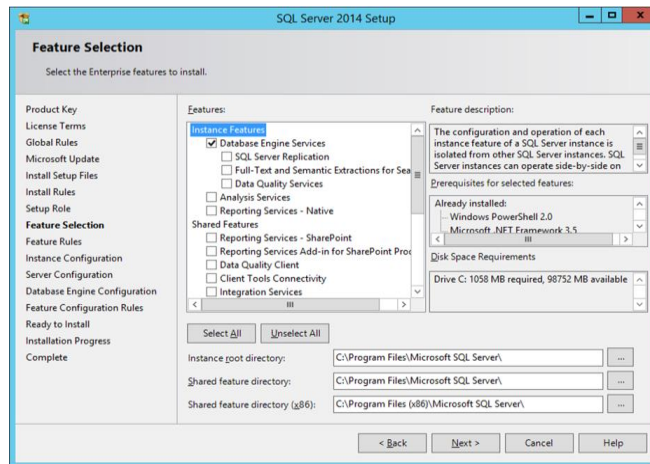 SQL Server 2014 Setup
Feature Selection
Select the Enterprise features to install.
Product Key
License Terms
Global Rules
Microsoft Update
Install Setup Files
Install Rules
Setup Role
Feature Selection
Feature Rules
Instance Configuration
Server Configuration
Database Engine Configuration
Feature Configuration Rules
Ready to Install
Installation Progress
Complete
Features:
Instance Features
Database Engine Services
SQL Server Replication
Full-Text and Semantic Extractions for Sea
Data Quality Services
Analysis Services
Reporting Services - Native
Shared Features
Reporting Services - SharePoint
Reporting Services Add-in for SharePoint Proc
Data Quality Client
Client Tools Connectivity
Integration Services
Feature description:
The configuration and operation of each
instance feature of a SQL Server instance is
isolated from other SQL Server instances. SQL
Server instances can operate side-by-side on
Prerequisites for selected features:
Already installed:
Windows PowerShell 2.0
Microsoft .NET Framework 3.5
Disk Space Requirements
Drive C: 1058 MB required, 98752 MB available
Select All
Unselect All
Instance root directory:
C:\Program Files\Microsoft SQL Server\
...
Shared feature directory:
C:\Program Files\Microsoft SQL Server\
...
Shared feature directory (x86):
C:\Program Files (x86)\Microsoft SQL Server\
...
< Back
Next >
Cancel
Help